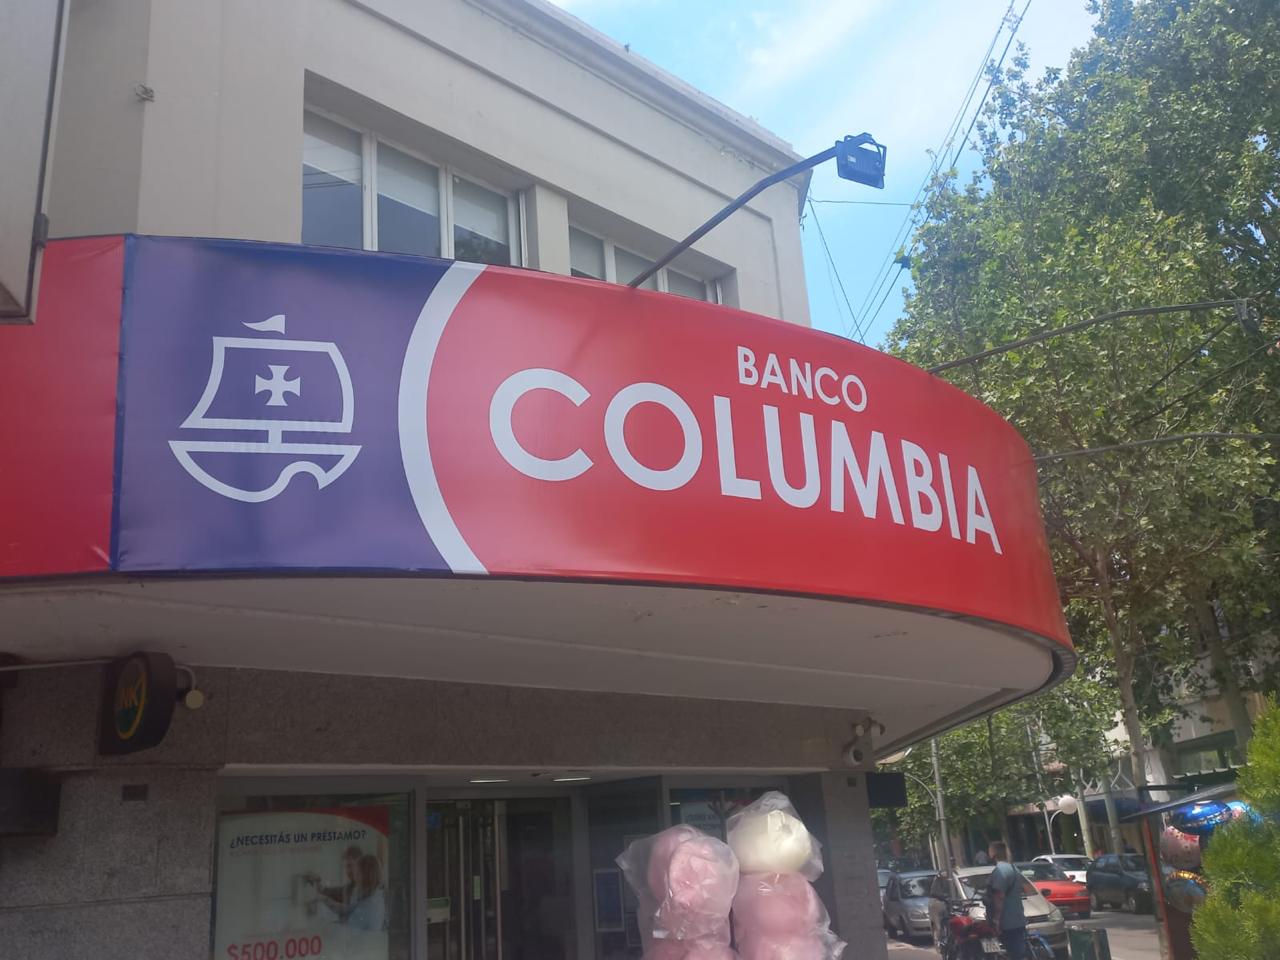 BANCO
COLUMBIA
¿NECESITÁS UN PRÉSTAMO?
$500.000